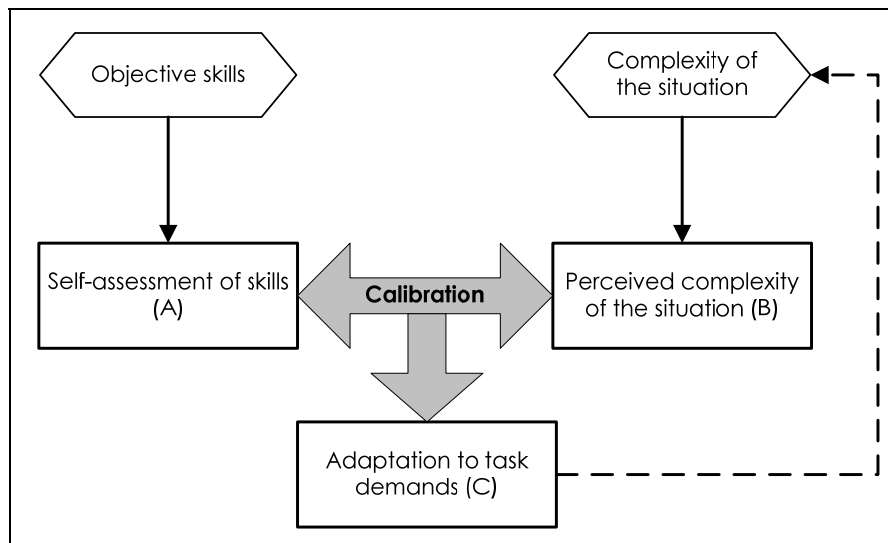 Objective skills
Complexity of
the situation
Self-assessment of skills
(A)
Calibration
Perceived complexity
of the situation (B)
Adaptation to task
demands (C)